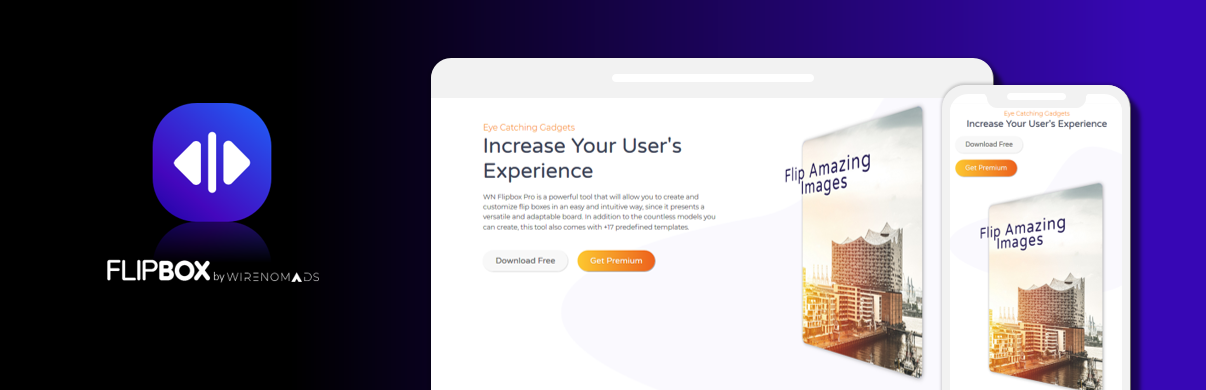 FLIPBOX by WIRENOMADS
Eye Catching Gadgets
Increase Your User's
Experience
WN Flipbox Pro is a powerful tool that will allow you to create and
customize flip boxes in an easy and intuitive way, since it presents a
versatile and adaptable board. In addition to the countless models you
can create, this tool also comes with +17 predefined templates.
Download Free
Get Premium
Flip Amazing
Images
Eye Catching Gadgets
Increase Your User's Experience
Download Free
Get Premium
Flip Amazing
Images